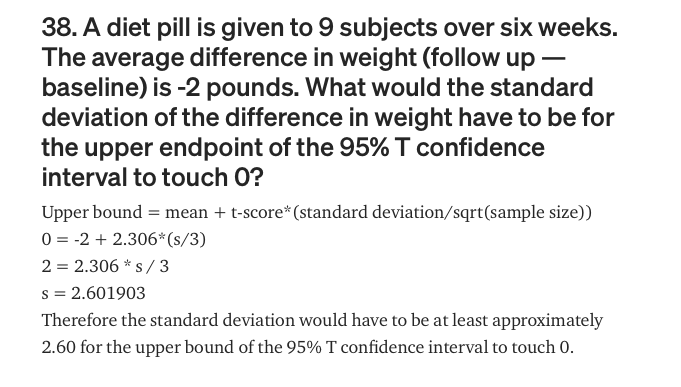 38. A diet pill is given to 9 subjects over six weeks.
The average difference in weight (follow up —
baseline) is -2 pounds. What would the standard
deviation of the difference in weight have to be for
the upper endpoint of the 95% T confidence
interval to touch 0?
Upper bound = mean + t-score*(standard deviation/sqrt(sample size))
0 = -2 + 2.306*(s/3)
2 = 2.306 * s / 3
s = 2.601903
Therefore the standard deviation would have to be at least approximately
2.60 for the upper bound of the 95% T confidence interval to touch 0.